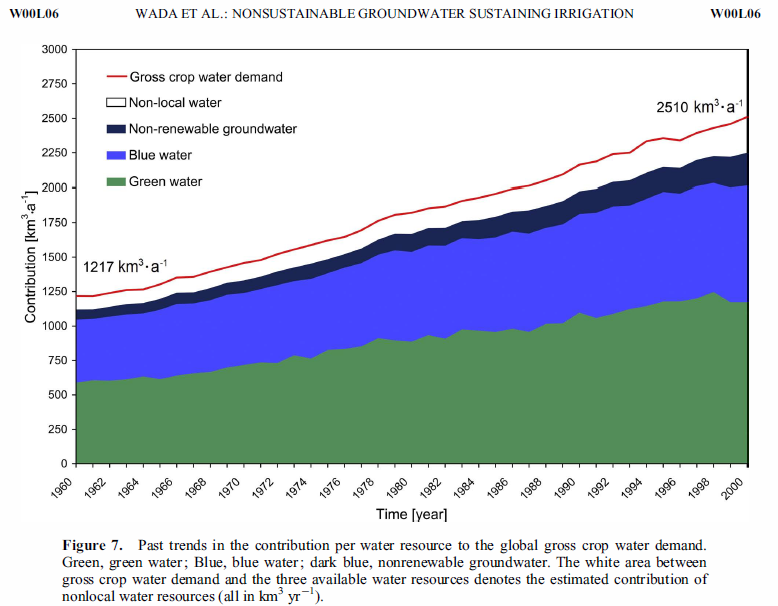 W00L06 WADA ET AL.: NONSUSTAINABLE GROUNDWATER SUSTAINING IRRIGATION W00L06
3000
2750
2500
2250
2000
1750
1500
1250
1000
750
500
250
0
Contribution [km³·a⁻¹]
Gross crop water demand
Non-local water
Non-renewable groundwater
Blue water
Green water
1217 km³·a⁻¹
2510 km³·a⁻¹
1960 1962 1964 1966 1968 1970 1972 1974 1976 1978 1980 1982 1984 1986 1988 1990 1992 1994 1996 1998 2000
Time [year]
Figure 7. Past trends in the contribution per water resource to the global gross crop water demand.
Green, green water; Blue, blue water; dark blue, nonrenewable groundwater. The white area between
gross crop water demand and the three available water resources denotes the estimated contribution of
nonlocal water resources (all in km³ yr⁻¹).